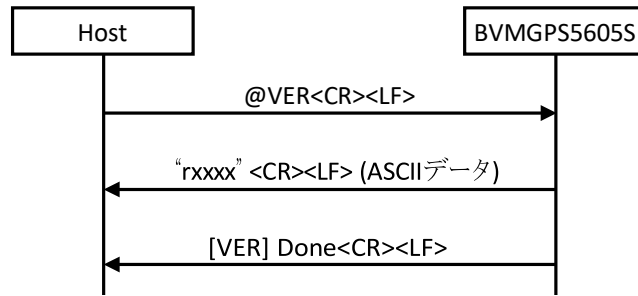 Host
BVMGPS5605S
@VER<CR><LF>
“rxxxx” <CR><LF> (ASCIIデータ)
[VER] Done<CR><LF>